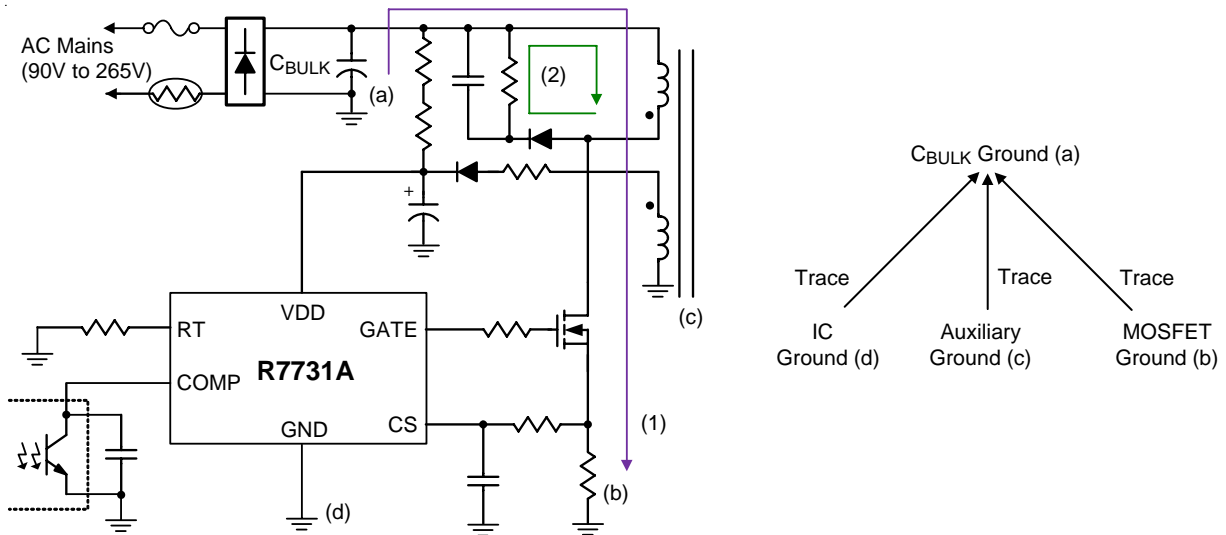 AC Mains
(90V to 265V)
CBULK
(a)
(2)
+
VDD
RT
GATE
R7731A
COMP
CS
GND
(c)
(1)
(b)
(d)
CBULK Ground (a)
Trace
Trace
Trace
IC
Ground (d)
Auxiliary
Ground (c)
MOSFET
Ground (b)